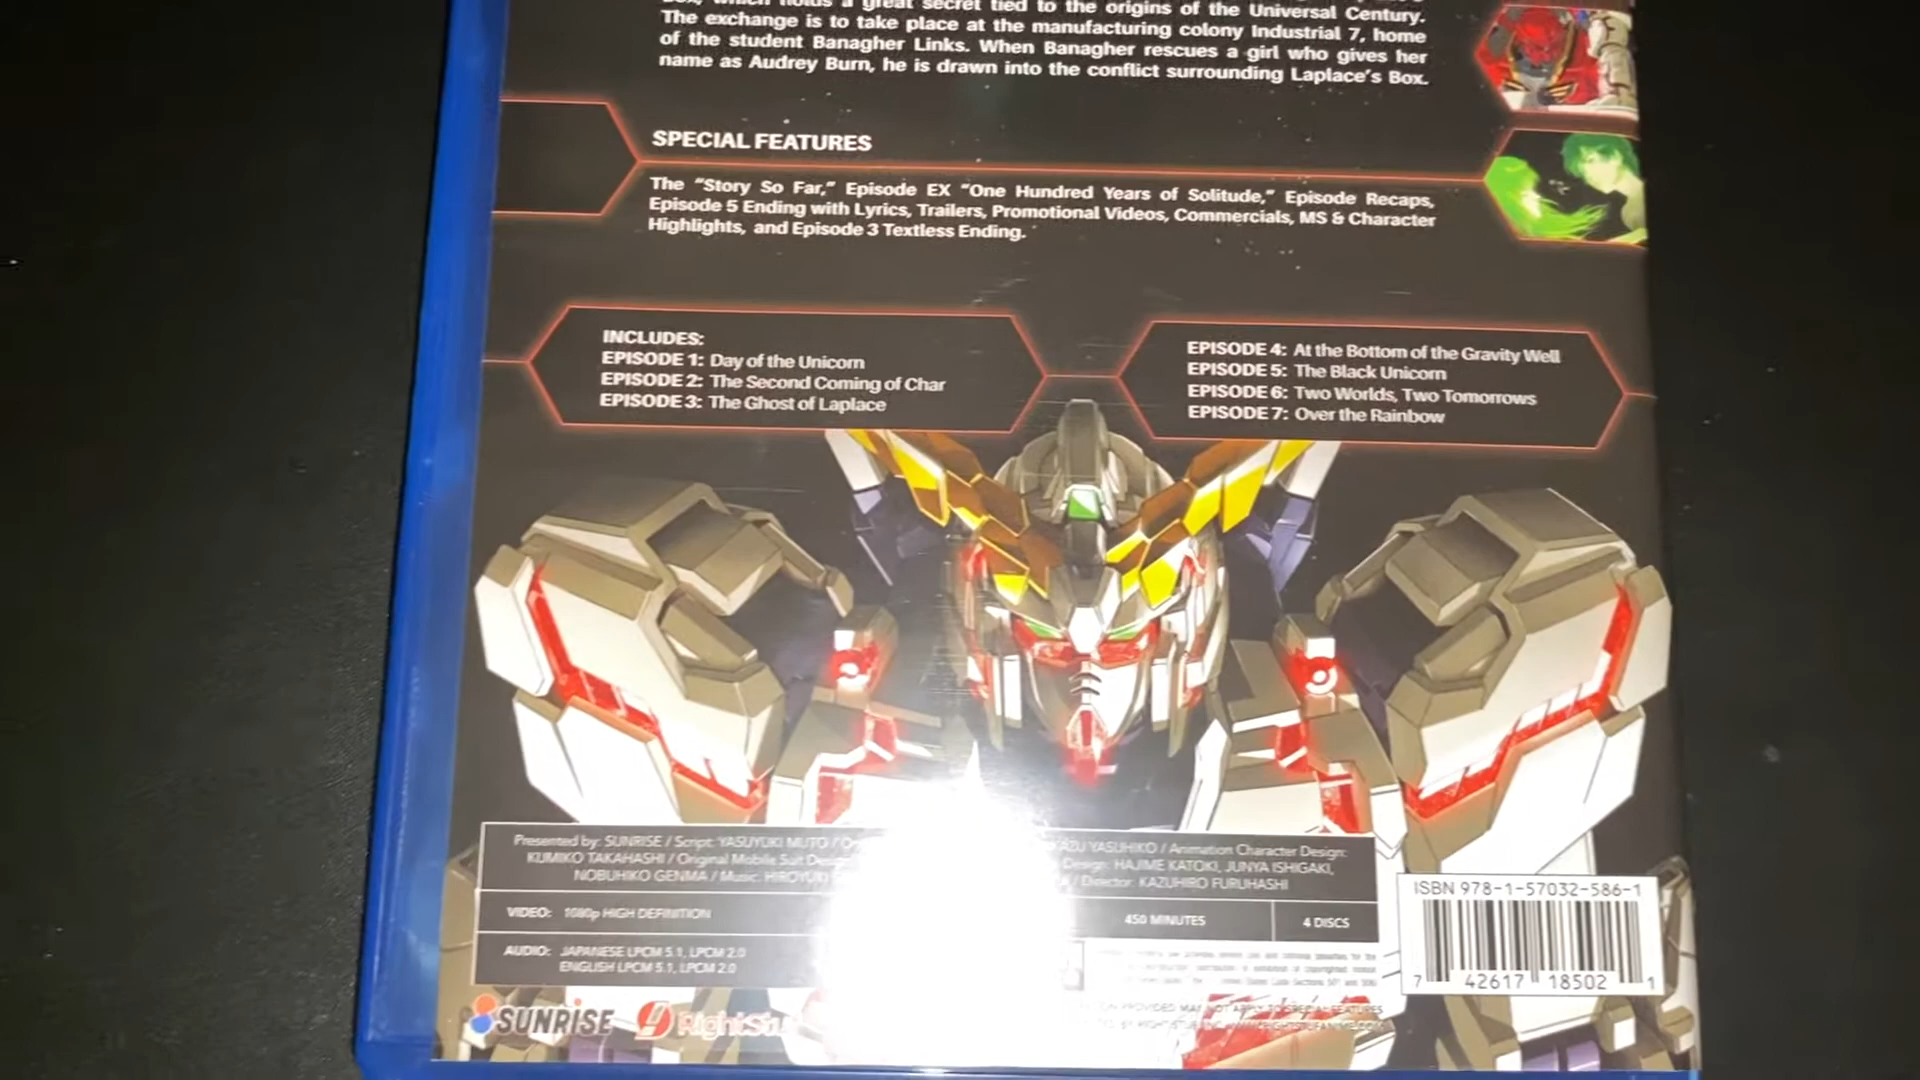 Box, which holds a great secret tied to the origins of the Universal Century.
The exchange is to take place at the manufacturing colony Industrial 7, home
of the student Banagher Links. When Banagher rescues a girl who gives her
name as Audrey Burn, he is drawn into the conflict surrounding Laplace's Box.
SPECIAL FEATURES
The "Story So Far," Episode EX "One Hundred Years of Solitude," Episode Recaps,
Episode 5 Ending with Lyrics, Trailers, Promotional Videos, Commercials, MS & Character
Highlights, and Episode 3 Textless Ending.
INCLUDES:
EPISODE 1: Day of the Unicorn
EPISODE 2: The Second Coming of Char
EPISODE 3: The Ghost of Laplace
EPISODE 4: At the Bottom of the Gravity Well
EPISODE 5: The Black Unicorn
EPISODE 6: Two Worlds, Two Tomorrows
EPISODE 7: Over the Rainbow
Presented by: SUNRISE / Script: YASUYUKI MUTO / YASUHIKO / Animation Character Design:
KUMIKO TAKAHASHI / Original Mobile Suit Design: HAJIME KATOKI, JUNYA ISHIGAKI,
NOBUHIKO GENMA / Music: HIROYUKI / Director: KAZUHIRO FURUHASHI
VIDEO: 1080p HIGH DEFINITION
450 MINUTES
4 DISCS
AUDIO: JAPANESE LPCM 5.1, LPCM 2.0
ENGLISH LPCM 5.1, LPCM 2.0
ISBN 978-1-57032-586-1
7 42617 18502 1
SUNRISE
PROVIDED MAY NOT APPLY TO SPECIAL FEATURES